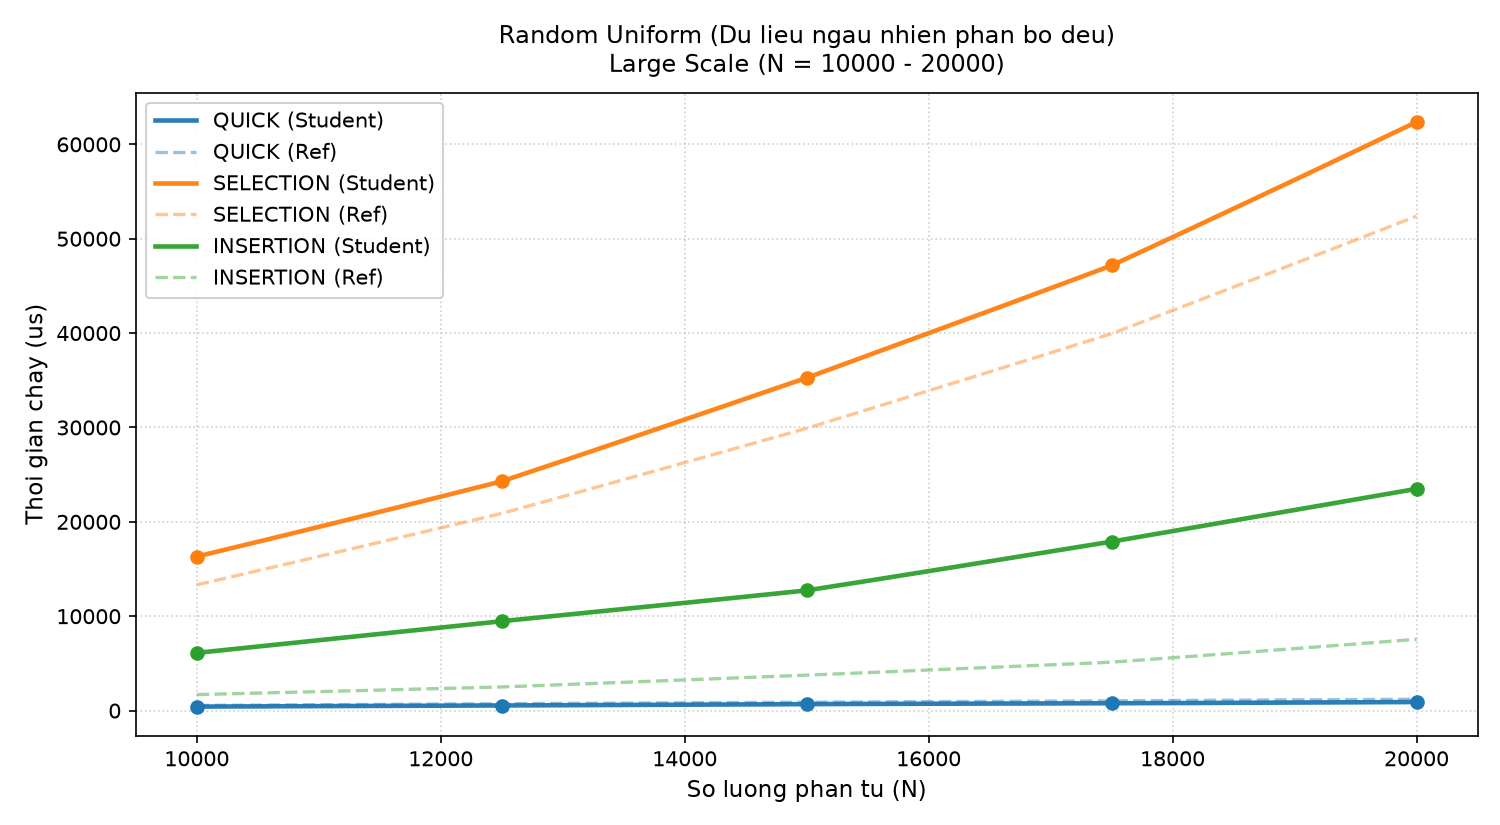 Random Uniform (Du lieu ngau nhien phan bo deu)
Large Scale (N = 10000 - 20000)
QUICK (Student)
QUICK (Ref)
SELECTION (Student)
SELECTION (Ref)
INSERTION (Student)
INSERTION (Ref)
Thoi gian chay (us)
60000
50000
40000
30000
20000
10000
0
10000 12000 14000 16000 18000 20000
So luong phan tu (N)